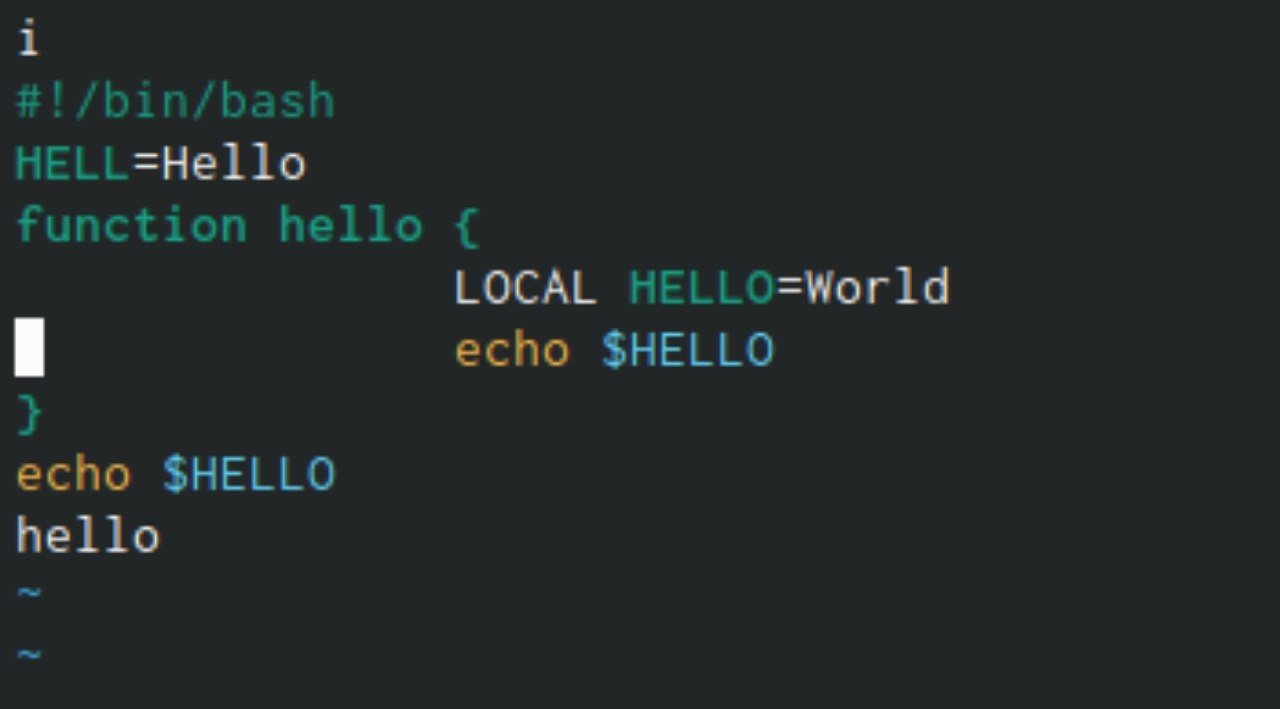 i
#!/bin/bash
HELL=Hello
function hello {
LOCAL HELLO=World
echo $HELLO
}
echo $HELLO
hello
~
~